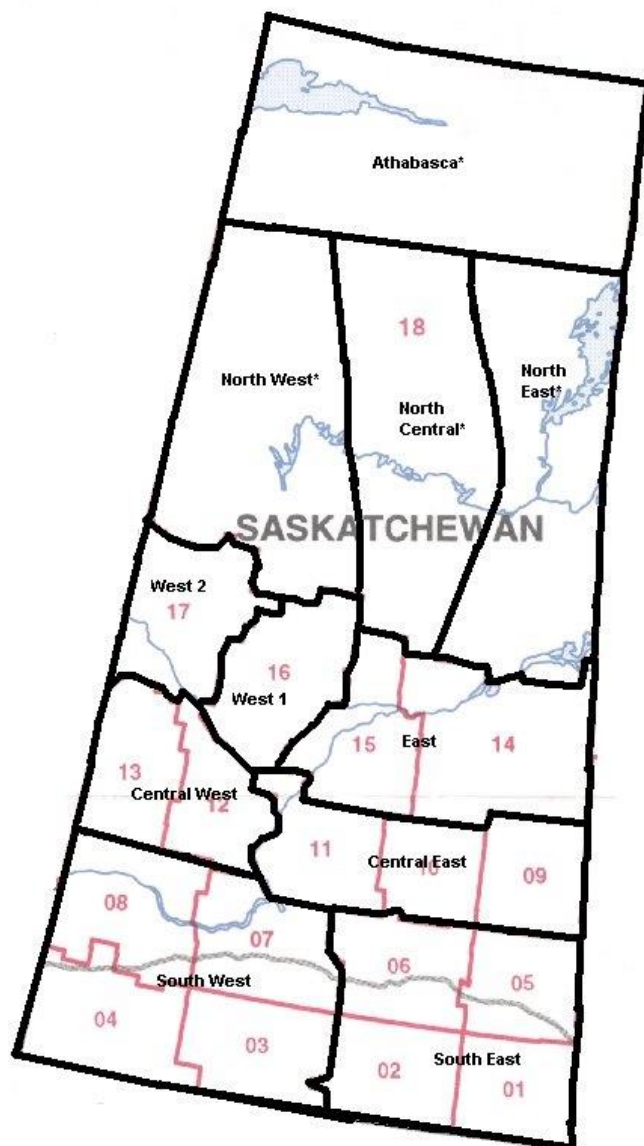 Athabasca*
18
North West*
North
East*
North
Central*
SASKATCHEWAN
West 2
17
16
West 1
15
East
14
13
Central West
12
11
Central East
10
09
08
07
06
05
South West
04
03
02
South East
01